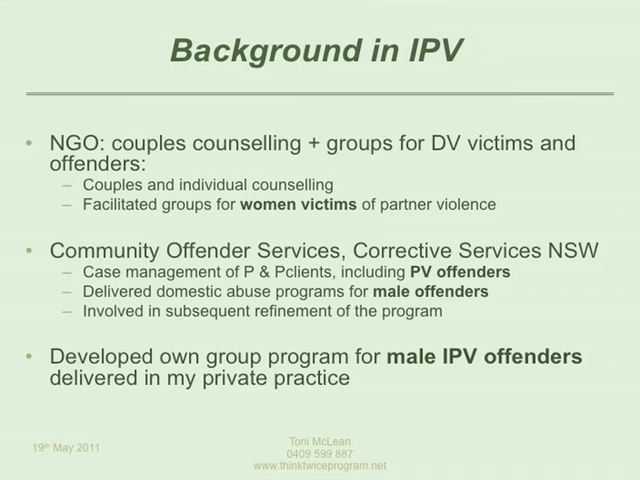 Background in IPV
• NGO: couples counselling + groups for DV victims and
offenders:
– Couples and individual counselling
– Facilitated groups for women victims of partner violence
• Community Offender Services, Corrective Services NSW
– Case management of P & Pclients, including PV offenders
– Delivered domestic abuse programs for male offenders
– Involved in subsequent refinement of the program
• Developed own group program for male IPV offenders
delivered in my private practice
19th May 2011
Toni McLean
0409 599 887
www.thinktwiceprogram.net